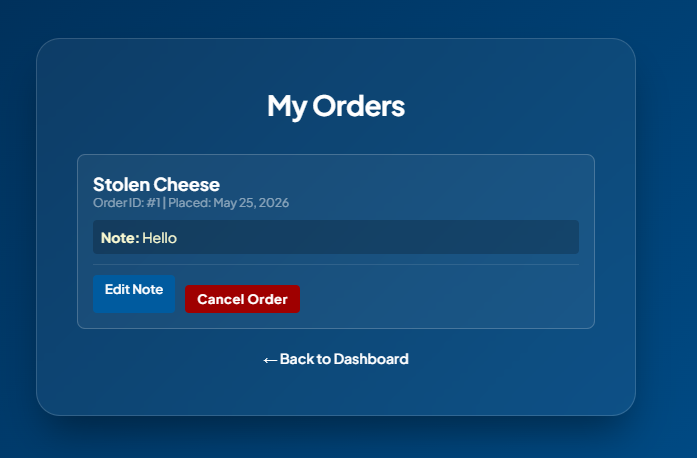 My Orders
Stolen Cheese
Order ID: #1 | Placed: May 25, 2026
Note: Hello
Edit Note
Cancel Order
← Back to Dashboard